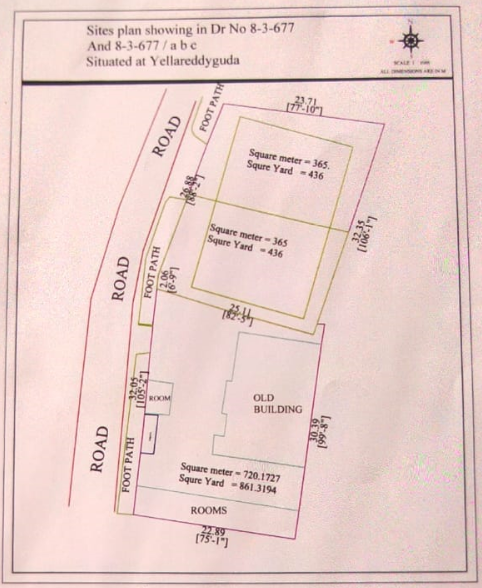 Sites plan showing in Dr No 8-3-677
And 8-3-677 / a b c
Situated at Yellareddyguda
N
SCALE 1
ALL DIMENSIONS ARE IN M
FOOT PATH
23.71
[77'-10"]
ROAD
Square meter = 365.
Squre Yard = 436
26.88
[88'-2"]
Square meter = 365
Squre Yard = 436
32.35
[106'-1"]
ROAD
FOOT PATH
2.06
[6'-9"]
25.11
[82'-5"]
32.05
[105'-2"]
ROOM
OLD
BUILDING
30.39
[99'-8"]
ROAD
FOOT PATH
Square meter = 720.1727
Squre Yard = 861.3194
ROOMS
22.89
[75'-1"]